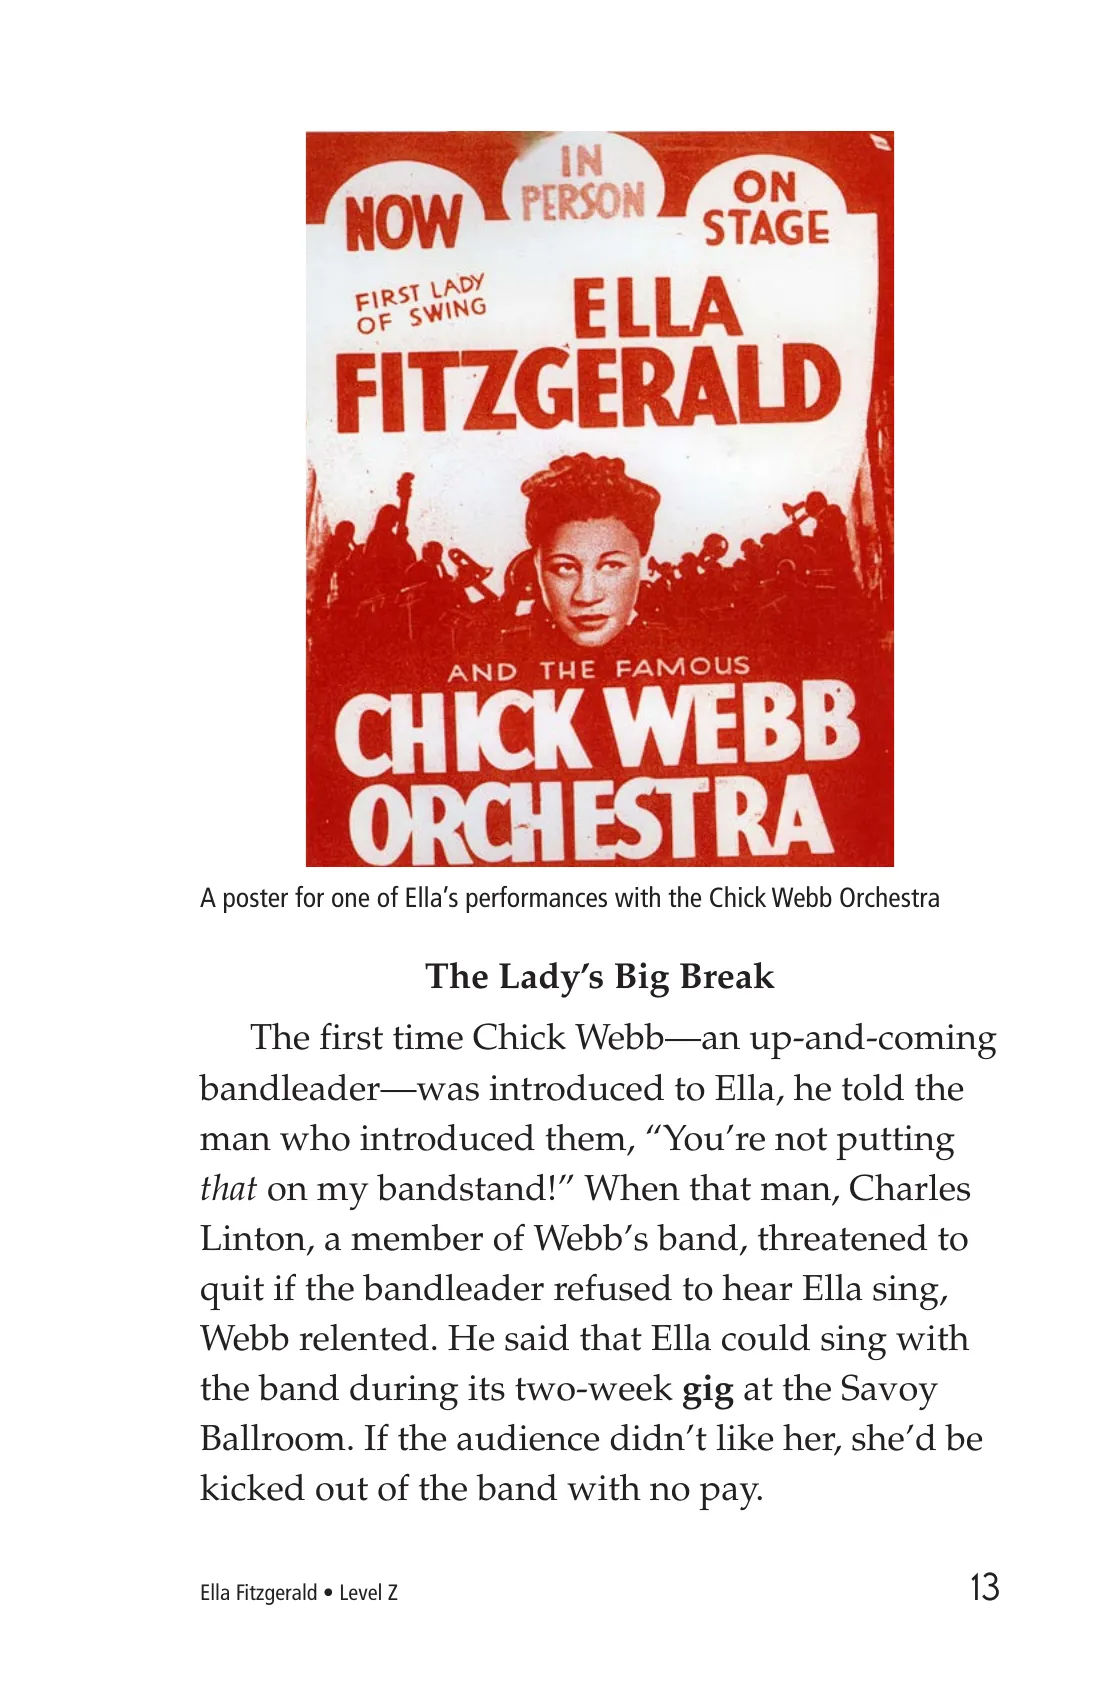 NOW
IN
PERSON
ON
STAGE
FIRST LADY
OF SWING
ELLA
FITZGERALD
AND THE FAMOUS
CHICK WEBB
ORCHESTRA
A poster for one of Ella’s performances with the Chick Webb Orchestra
The Lady’s Big Break
The first time Chick Webb—an up-and-coming
bandleader—was introduced to Ella, he told the
man who introduced them, “You’re not putting
that on my bandstand!” When that man, Charles
Linton, a member of Webb’s band, threatened to
quit if the bandleader refused to hear Ella sing,
Webb relented. He said that Ella could sing with
the band during its two-week gig at the Savoy
Ballroom. If the audience didn’t like her, she’d be
kicked out of the band with no pay.
Ella Fitzgerald • Level Z
13